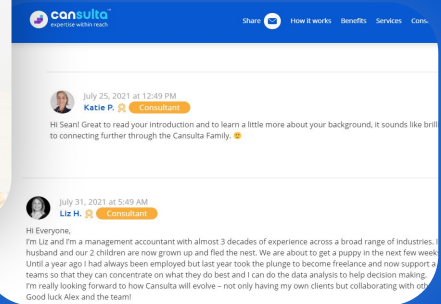 cansulta
expertise within reach
Share How it works Benefits Services Cons
July 25, 2021 at 12:49 PM
Katie P. Consultant
Hi Sean! Great to read your introduction and to learn a little more about your background, it sounds like brill
to connecting further through the Cansulta Family.
July 31, 2021 at 5:49 AM
Liz H. Consultant
Hi Everyone,
I'm Liz and I'm a management accountant with almost 3 decades of experience across a broad range of industries.
husband and our 2 children are now grown up and fled the nest. We are about to get a puppy in the next few weeks
Until a year ago I had always been employed but last year took the plunge to become freelance and now support a
teams so that they can concentrate on what they do best and I can do the data analysis to help decision making.
I'm really looking forward to how Cansulta will evolve - not only having my own clients but collaborating with oth
Good luck Alex and the team!